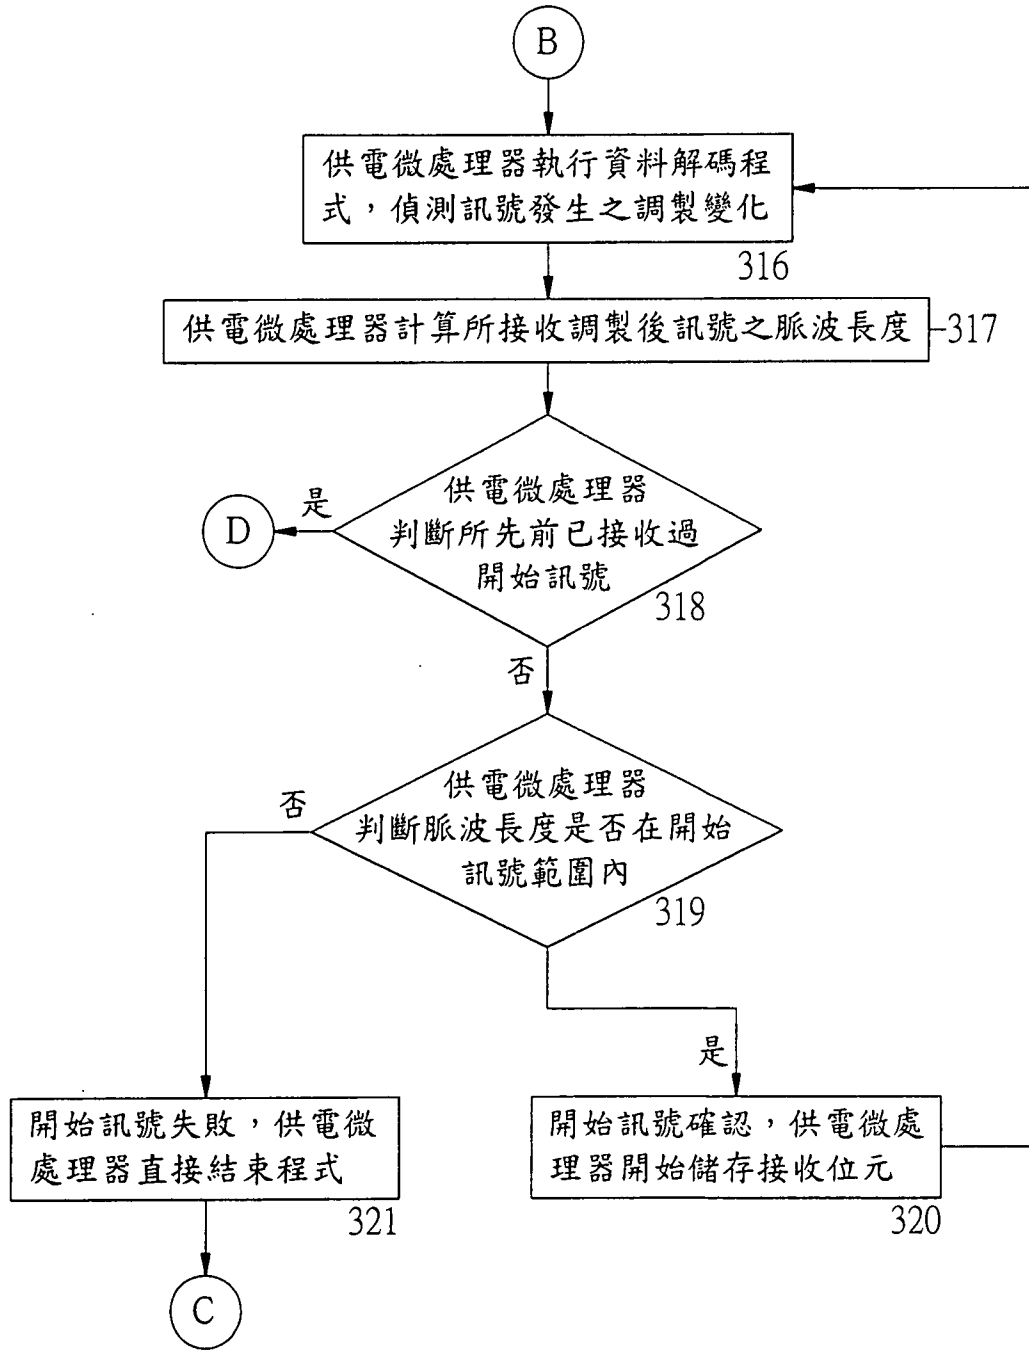 B
供電微處理器執行資料解碼程
式，偵測訊號發生之調製變化
316
供電微處理器計算所接收調製後訊號之脈波長度
317
供電微處理器
判斷所先前已接收過
開始訊號
318
是
D
否
供電微處理器
判斷脈波長度是否在開始
訊號範圍內
319
否
是
開始訊號失敗，供電微
處理器直接結束程式
321
開始訊號確認，供電微處
理器開始儲存接收位元
320
C